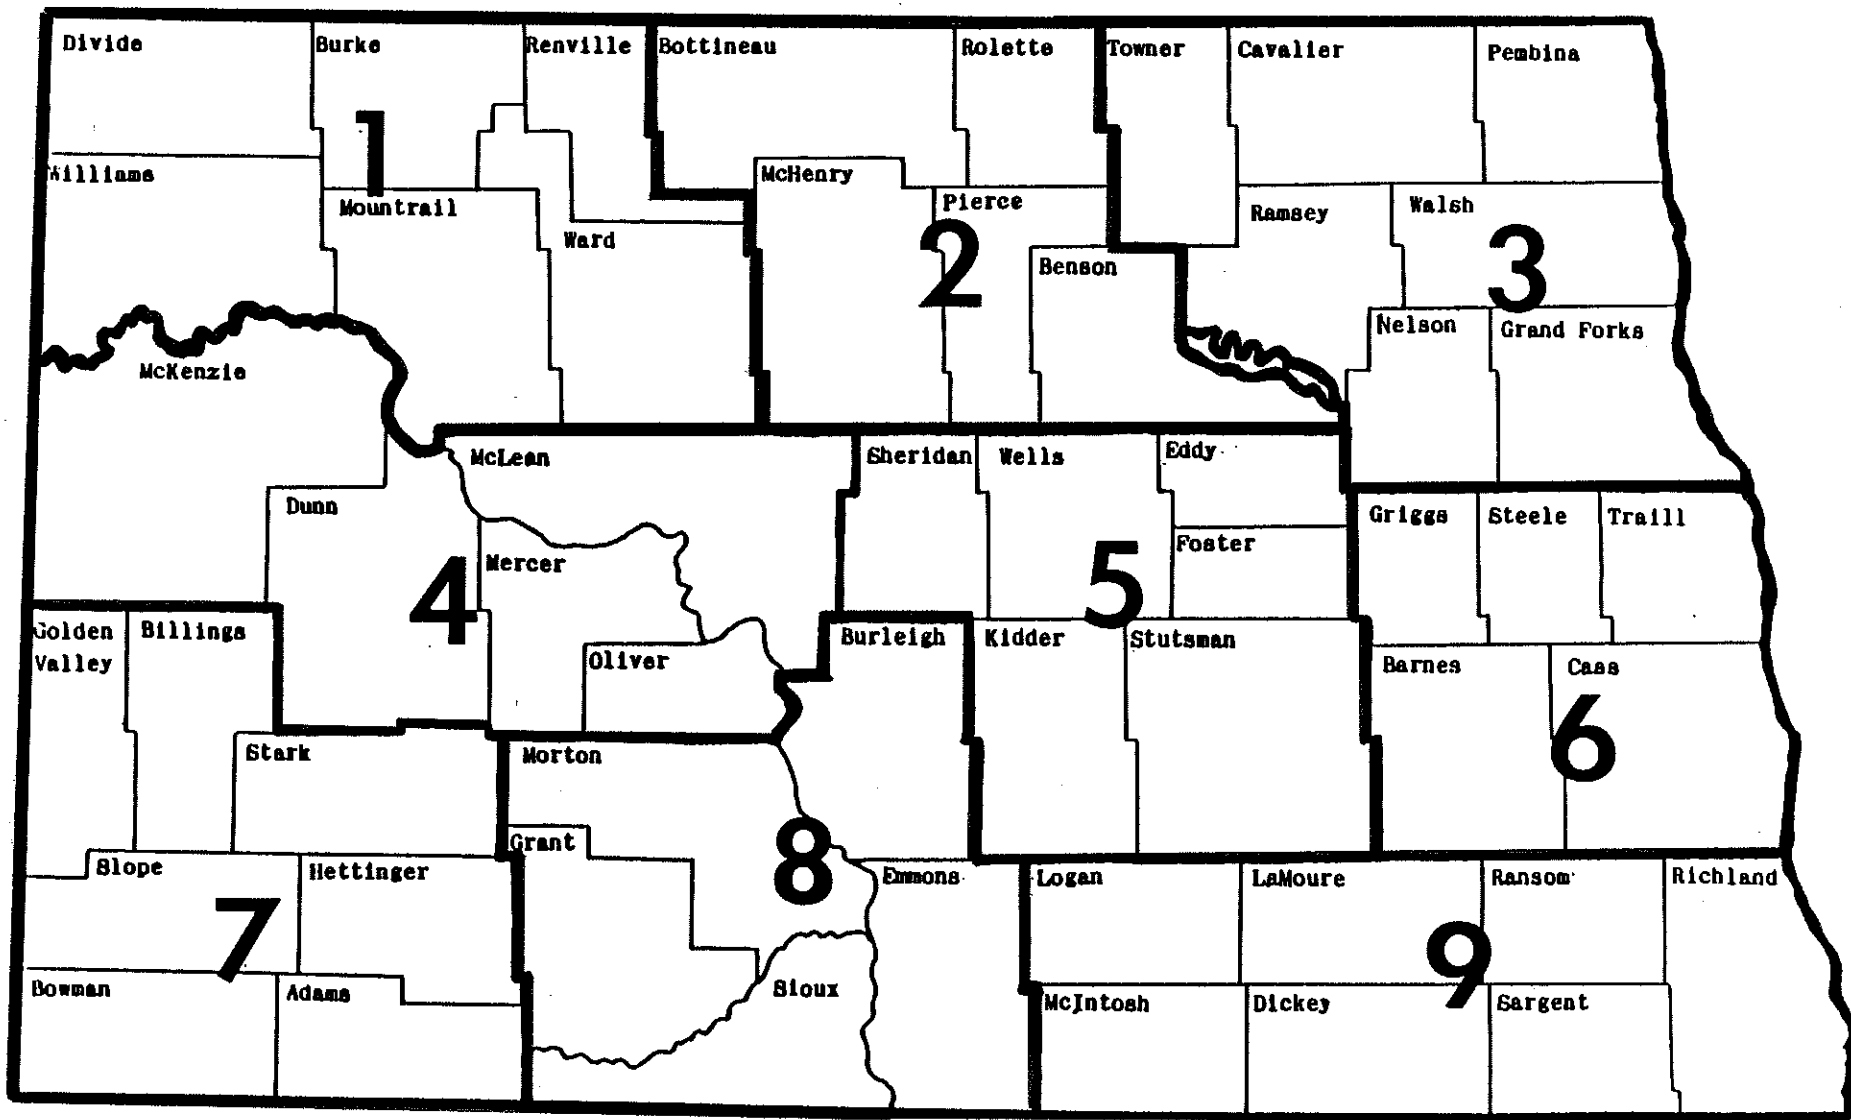 Divide
Burke
Renville
Bottineau
Rolette
Towner
Cavalier
Pembina
1
Williams
Mountrail
Ward
McHenry
Pierce
2
Benson
Ramsey
Walsh
3
Nelson
Grand Forks
McKenzie
McLean
Sheridan
Wells
Eddy
Dunn
Mercer
4
Foster
5
Griggs
Steele
Traill
Golden
Valley
Billings
Oliver
Burleigh
Kidder
Stutsman
Barnes
Cass
6
Stark
Morton
Grant
8
Slope
Hettinger
7
Emmons
Logan
LaMoure
Ransom
Richland
9
Bowman
Adams
Sioux
McJntosh
Dickey
Sargent